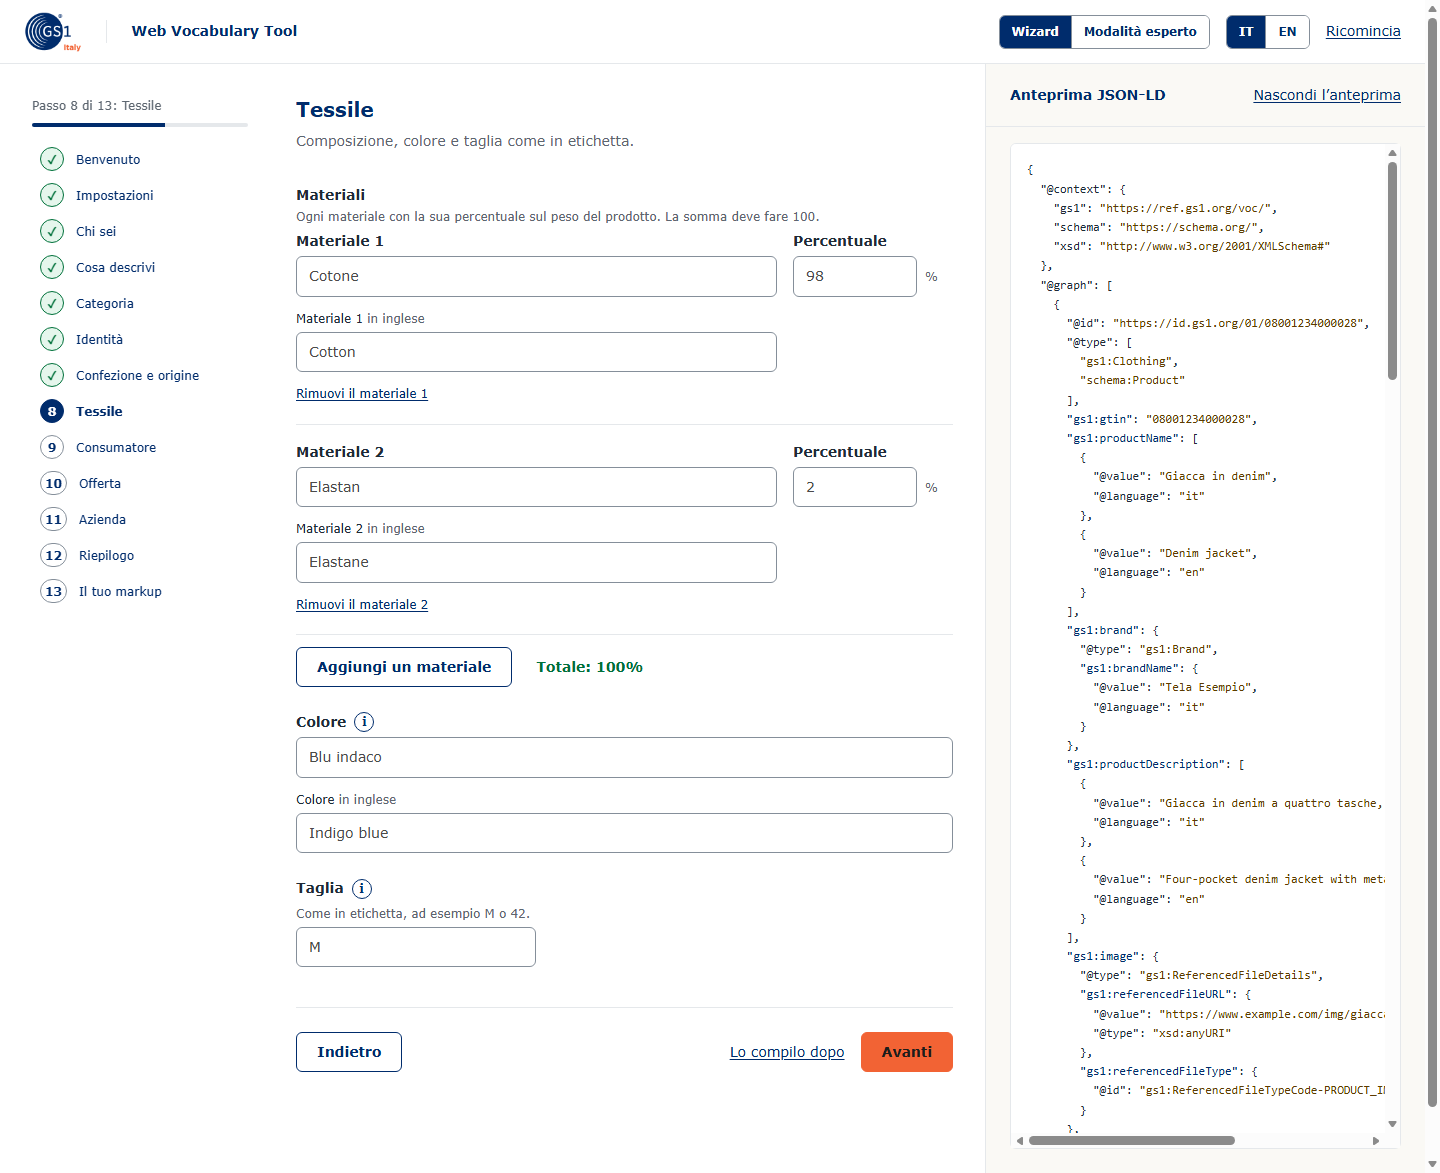 GS1
Italy
Web Vocabulary Tool
Wizard
Modalità esperto
IT
EN
Ricomincia
Passo 8 di 13: Tessile
✓ Benvenuto
✓ Impostazioni
✓ Chi sei
✓ Cosa descrivi
✓ Categoria
✓ Identità
✓ Confezione e origine
8 Tessile
9 Consumatore
10 Offerta
11 Azienda
12 Riepilogo
13 Il tuo markup
Tessile
Composizione, colore e taglia come in etichetta.
Materiali
Ogni materiale con la sua percentuale sul peso del prodotto. La somma deve fare 100.
Materiale 1
Percentuale
Cotone
98 %
Materiale 1 in inglese
Cotton
Rimuovi il materiale 1
Materiale 2
Percentuale
Elastan
2 %
Materiale 2 in inglese
Elastane
Rimuovi il materiale 2
Aggiungi un materiale
Totale: 100%
Colore i
Blu indaco
Colore in inglese
Indigo blue
Taglia i
Come in etichetta, ad esempio M o 42.
M
Indietro
Lo compilo dopo
Avanti
Anteprima JSON-LD
Nascondi l’anteprima
{
"@context": {
"gs1": "https://ref.gs1.org/voc/",
"schema": "https://schema.org/",
"xsd": "http://www.w3.org/2001/XMLSchema#"
},
"@graph": [
{
"@id": "https://id.gs1.org/01/08001234000028",
"@type": [
"gs1:Clothing",
"schema:Product"
],
"gs1:gtin": "08001234000028",
"gs1:productName": [
{
"@value": "Giacca in denim",
"@language": "it"
},
{
"@value": "Denim jacket",
"@language": "en"
}
],
"gs1:brand": {
"@type": "gs1:Brand",
"gs1:brandName": {
"@value": "Tela Esempio",
"@language": "it"
}
},
"gs1:productDescription": [
{
"@value": "Giacca in denim a quattro tasche,
"@language": "it"
},
{
"@value": "Four-pocket denim jacket with meta
"@language": "en"
}
],
"gs1:image": {
"@type": "gs1:ReferencedFileDetails",
"gs1:referencedFileURL": {
"@value": "https://www.example.com/img/giacca
"@type": "xsd:anyURI"
},
"gs1:referencedFileType": {
"@id": "gs1:ReferencedFileTypeCode-PRODUCT_I
}
},